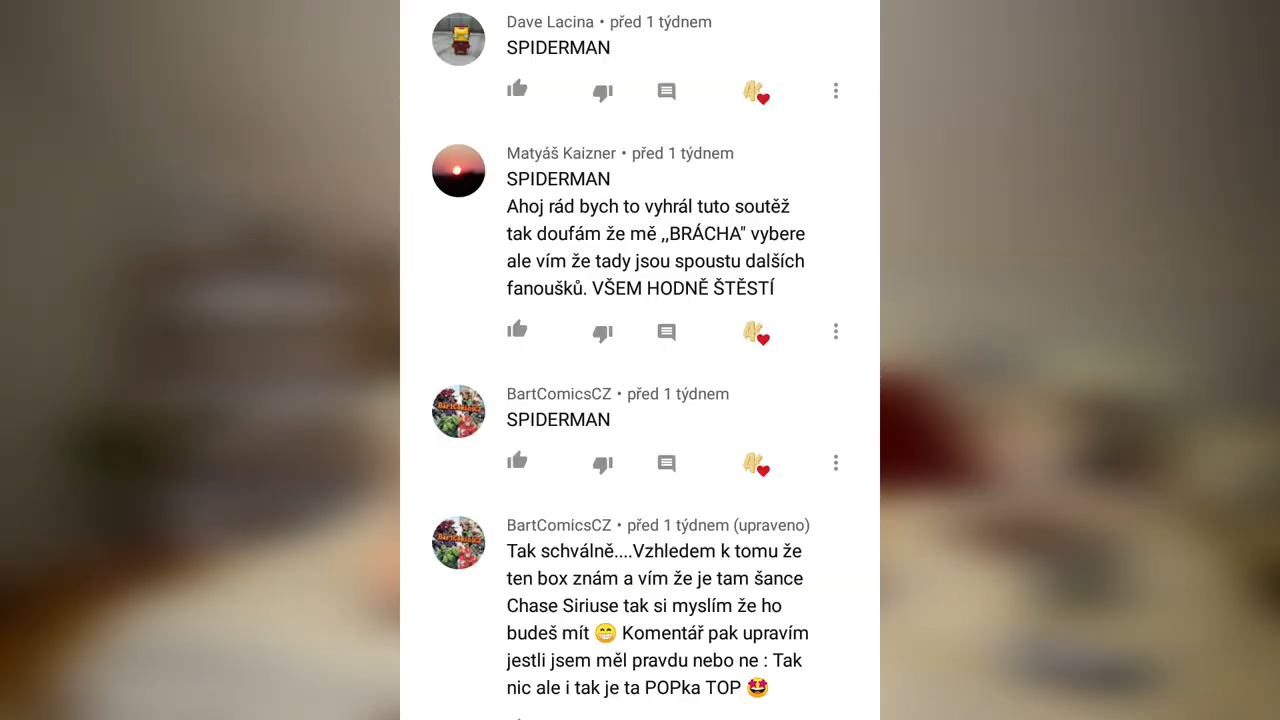 Dave Lacina • před 1 týdnem
SPIDERMAN
Matyáš Kaizner • před 1 týdnem
SPIDERMAN
Ahoj rád bych to vyhrál tuto soutěž
tak doufám že mě ,,BRÁCHA" vybere
ale vím že tady jsou spoustu dalších
fanoušků. VŠEM HODNĚ ŠTĚSTÍ
BartComicsCZ • před 1 týdnem
SPIDERMAN
BartComicsCZ • před 1 týdnem (upraveno)
Tak schválně....Vzhledem k tomu že
ten box znám a vím že je tam šance
Chase Siriuse tak si myslím že ho
budeš mít 😁 Komentář pak upravím
jestli jsem měl pravdu nebo ne : Tak
nic ale i tak je ta POPka TOP 🤩